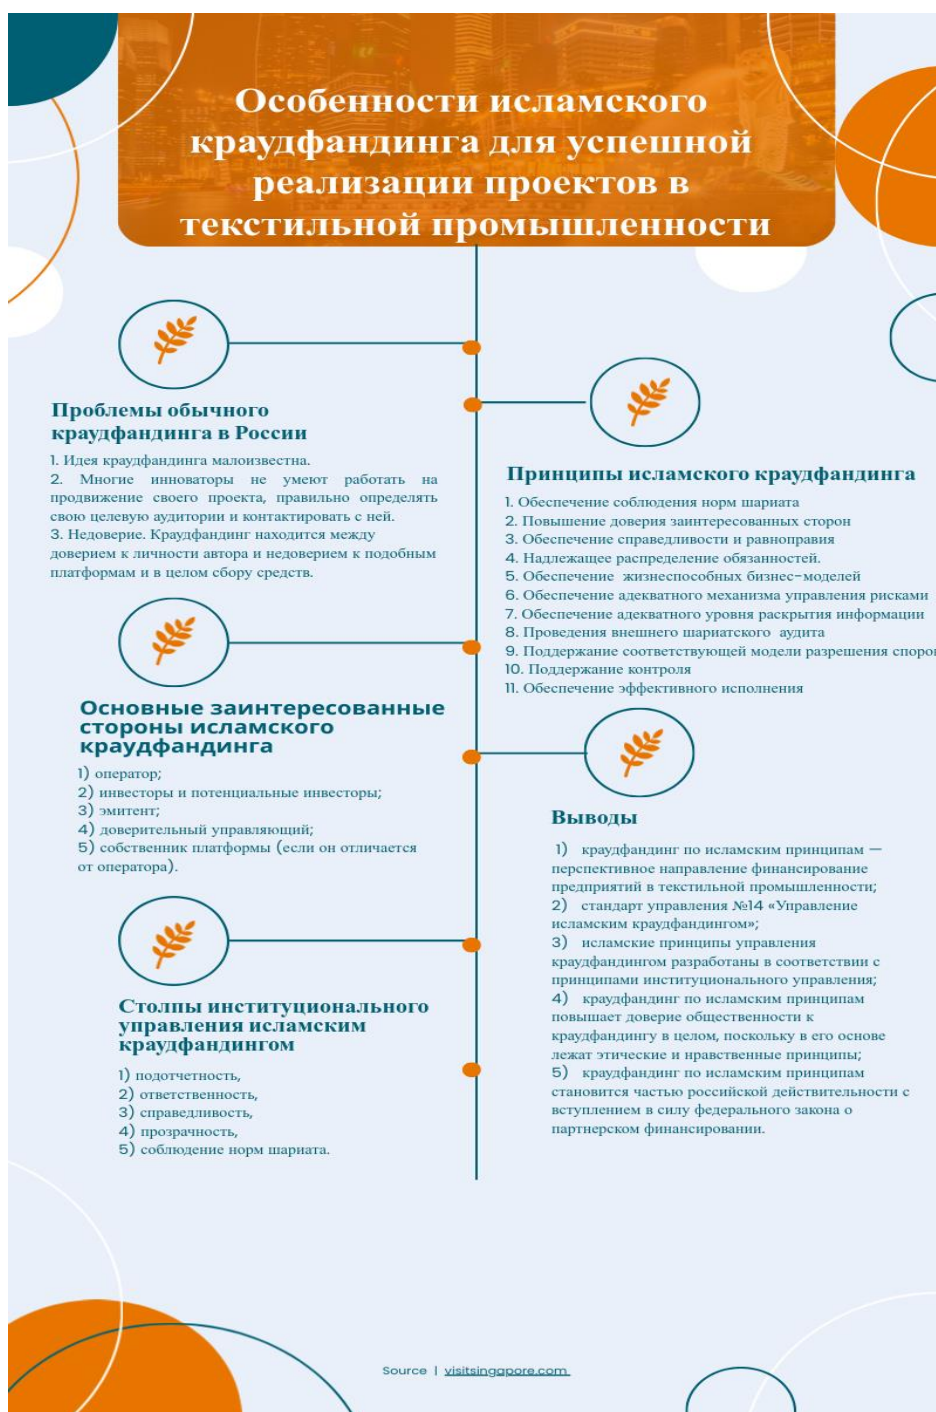 Особенности исламского
краудфандинга для успешной
реализации проектов в
текстильной промышленности
Проблемы обычного
краудфандинга в России
1. Идея краудфандинга малоизвестна.
2. Многие инноваторы не умеют работать на
продвижение своего проекта, правильно определять
свою целевую аудитории и контактировать с ней.
3. Недоверие. Краудфандинг находится между
доверием к личности автора и недоверием к подобным
платформам и в целом сбору средств.
Принципы исламского краудфандинга
1. Обеспечение соблюдения норм шариата
2. Повышение доверия заинтересованных сторон
3. Обеспечение справедливости и равноправия
4. Надлежащее распределение обязанностей.
5. Обеспечение жизнеспособных бизнес-моделей
6. Обеспечение адекватного механизма управления рисками
7. Обеспечение адекватного уровня раскрытия информации
8. Проведения внешнего шариатского аудита
9. Поддержание соответствующей модели разрешения споров
10. Поддержание контроля
11. Обеспечение эффективного исполнения
Основные заинтересованные
стороны исламского
краудфандинга
1) оператор;
2) инвесторы и потенциальные инвесторы;
3) эмитент;
4) доверительный управляющий;
5) собственник платформы (если он отличается
от оператора).
Выводы
1) краудфандинг по исламским принципам —
перспективное направление финансирование
предприятий в текстильной промышленности;
2) стандарт управления №14 «Управление
исламским краудфандингом»;
3) исламские принципы управления
краудфандингом разработаны в соответствии с
принципами институционального управления;
4) краудфандинг по исламским принципам
повышает доверие общественности к
краудфандингу в целом, поскольку в его основе
лежат этические и нравственные принципы;
5) краудфандинг по исламским принципам
становится частью российской действительности с
вступлением в силу федерального закона о
партнерском финансировании.
Столпы институционального
управления исламским
краудфандингом
1) подотчетность,
2) ответственность,
3) справедливость,
4) прозрачность,
5) соблюдение норм шариата.
Source | visitsingapore.com